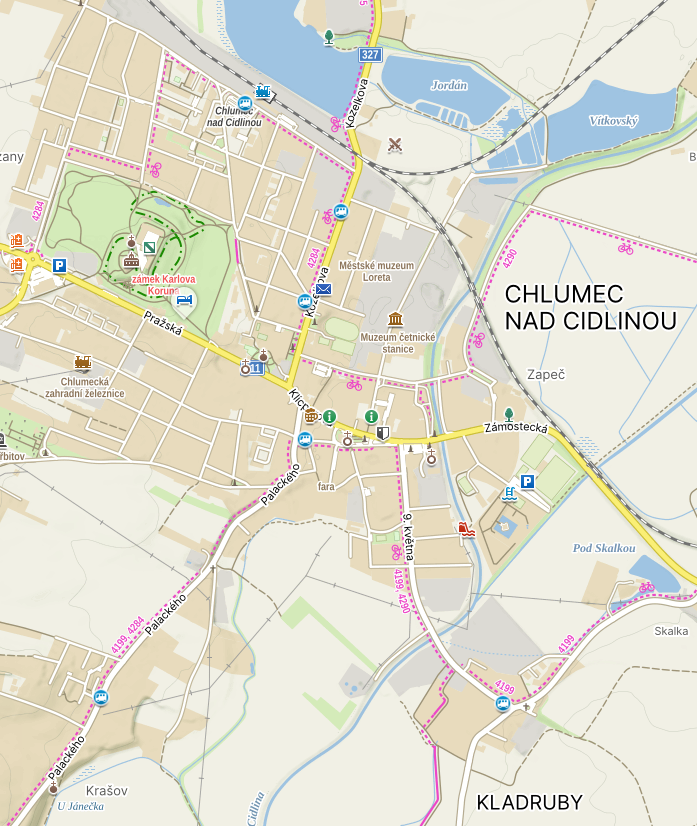 327
Jordán
Vítkovský
Chlumec
nad Cidlinou
Kozelkova
4284
4290
zámek Karlova
Koruna
P
Městské muzeum
Loreta
CHLUMEC
NAD CIDLINOU
4284
Kozelkova
Pražská
Muzeum četnické
stanice
11
Zapeč
Chlumecká
zahradní železnice
Klicperovo
i
i
Zámostecká
Palackého
fara
P
9. května
Pod Skalkou
4199, 4290
4199, 4284
Palackého
4199
Skalka
4199
Palackého
Krašov
U Janečka
Cidlina
KLADRUBY